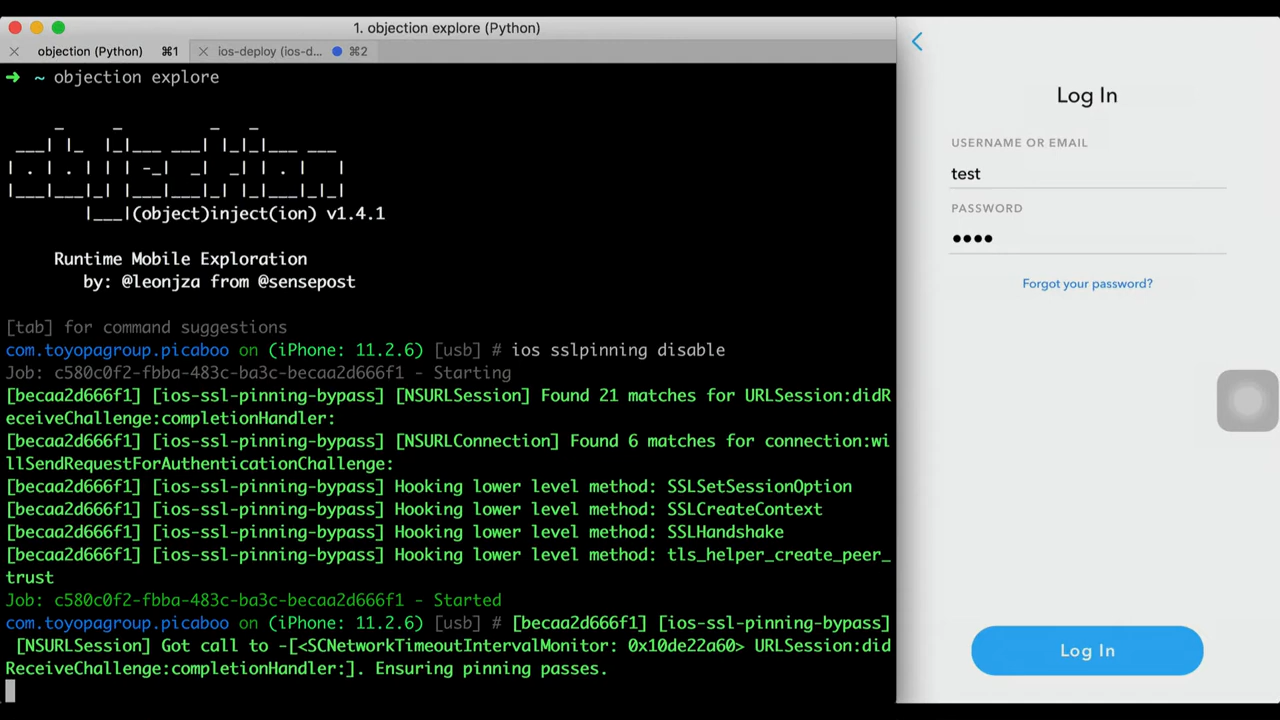 1. objection explore (Python)
objection (Python) ⌘1
ios-deploy (ios-d... ⌘2
➜ ~ objection explore
|___|(object)inject(ion) v1.4.1
Runtime Mobile Exploration
by: @leonjza from @sensepost
[tab] for command suggestions
com.toyopagroup.picaboo on (iPhone: 11.2.6) [usb] # ios sslpinning disable
Job: c580c0f2-fbba-483c-ba3c-becaa2d666f1 - Starting
[becaa2d666f1] [ios-ssl-pinning-bypass] [NSURLSession] Found 21 matches for URLSession:didR
eceiveChallenge:completionHandler:
[becaa2d666f1] [ios-ssl-pinning-bypass] [NSURLConnection] Found 6 matches for connection:wi
llSendRequestForAuthenticationChallenge:
[becaa2d666f1] [ios-ssl-pinning-bypass] Hooking lower level method: SSLSetSessionOption
[becaa2d666f1] [ios-ssl-pinning-bypass] Hooking lower level method: SSLCreateContext
[becaa2d666f1] [ios-ssl-pinning-bypass] Hooking lower level method: SSLHandshake
[becaa2d666f1] [ios-ssl-pinning-bypass] Hooking lower level method: tls_helper_create_peer_
trust
Job: c580c0f2-fbba-483c-ba3c-becaa2d666f1 - Started
com.toyopagroup.picaboo on (iPhone: 11.2.6) [usb] # [becaa2d666f1] [ios-ssl-pinning-bypass]
[NSURLSession] Got call to -[<SCNetworkTimeoutIntervalMonitor: 0x10de22a60> URLSession:did
ReceiveChallenge:completionHandler:]. Ensuring pinning passes.
Log In
USERNAME OR EMAIL
test
PASSWORD
●●●●
Forgot your password?
Log In